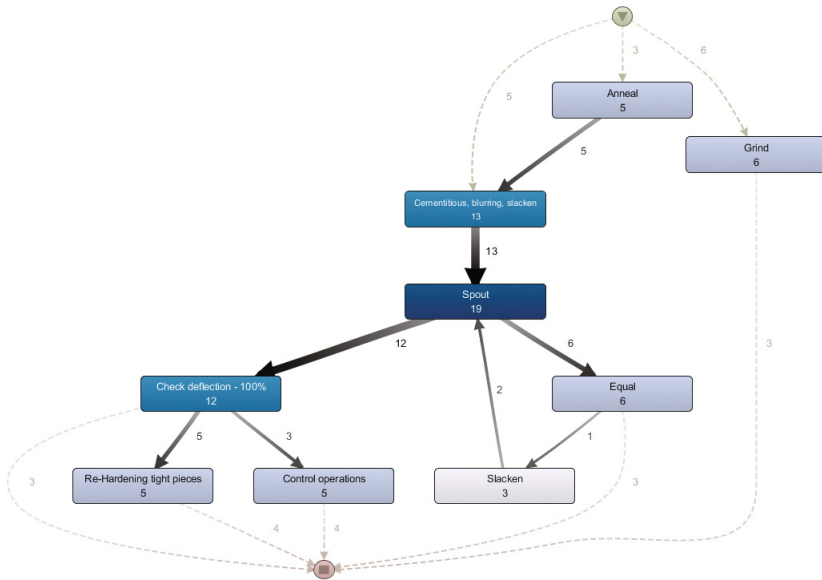 3
6
5
Anneal
5
5
Grind
6
Cementitious, blurring, slacken
13
13
Spout
19
12
6
3
2
Check deflection - 100%
12
Equal
6
5
3
1
Re-Hardening tight pieces
5
Control operations
5
Slacken
3
3
3
4
4